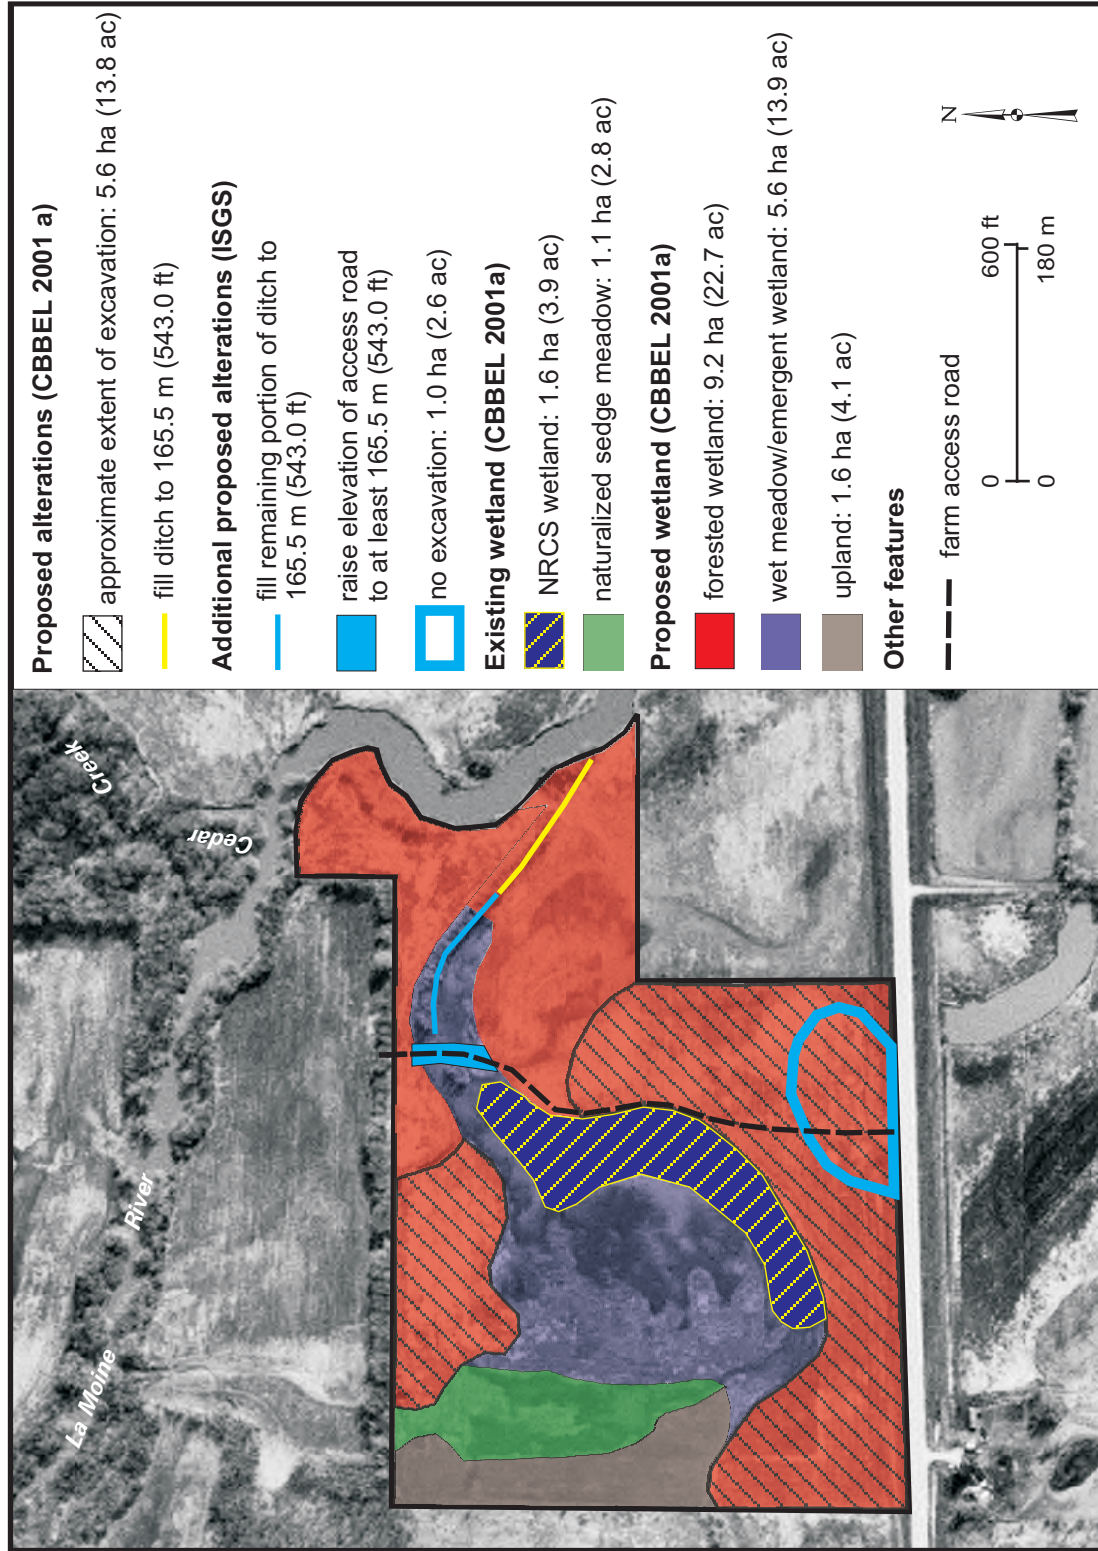 Proposed alterations (CBBEL 2001 a)
approximate extent of excavation: 5.6 ha (13.8 ac)
fill ditch to 165.5 m (543.0 ft)
Additional proposed alterations (ISGS)
fill remaining portion of ditch to
165.5 m (543.0 ft)
raise elevation of access road
to at least 165.5 m (543.0 ft)
no excavation: 1.0 ha (2.6 ac)
Existing wetland (CBBEL 2001a)
NRCS wetland: 1.6 ha (3.9 ac)
naturalized sedge meadow: 1.1 ha (2.8 ac)
Proposed wetland (CBBEL 2001a)
forested wetland: 9.2 ha (22.7 ac)
wet meadow/emergent wetland: 5.6 ha (13.9 ac)
upland: 1.6 ha (4.1 ac)
Other features
farm access road
N
0 600 ft
0 180 m
La Moine River
Cedar Creek